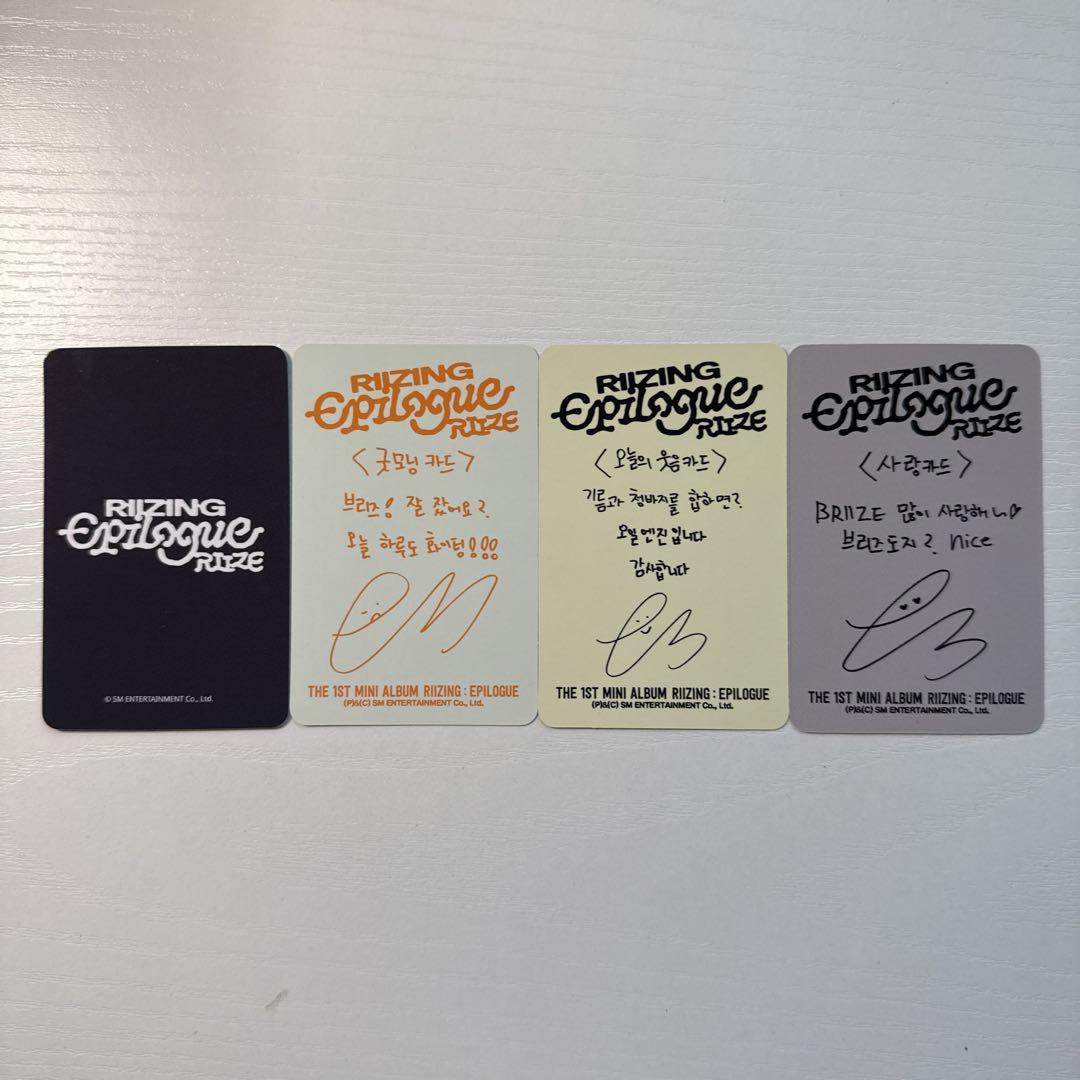 RIIZING
Epilogue
RIIZE
© SM ENTERTAINMENT Co., Ltd.
RIIZING
Epilogue
RIIZE
<굿모닝 카드>
브리즈! 잘 잤어요?
오늘 하루도 화이팅!!!!
THE 1ST MINI ALBUM RIIZING : EPILOGUE
(P)&(C) SM ENTERTAINMENT Co., Ltd.
RIIZING
Epilogue
RIIZE
<오늘의 웃음카드>
기름과 청바지를 합하면?
오일엔진입니다
감사합니다
THE 1ST MINI ALBUM RIIZING : EPILOGUE
(P)&(C) SM ENTERTAINMENT Co., Ltd.
RIIZING
Epilogue
RIIZE
<사랑카드>
BRIIZE 많이 사랑해나♡
브리즈도지? nice
THE 1ST MINI ALBUM RIIZING : EPILOGUE
(P)&(C) SM ENTERTAINMENT Co., Ltd.